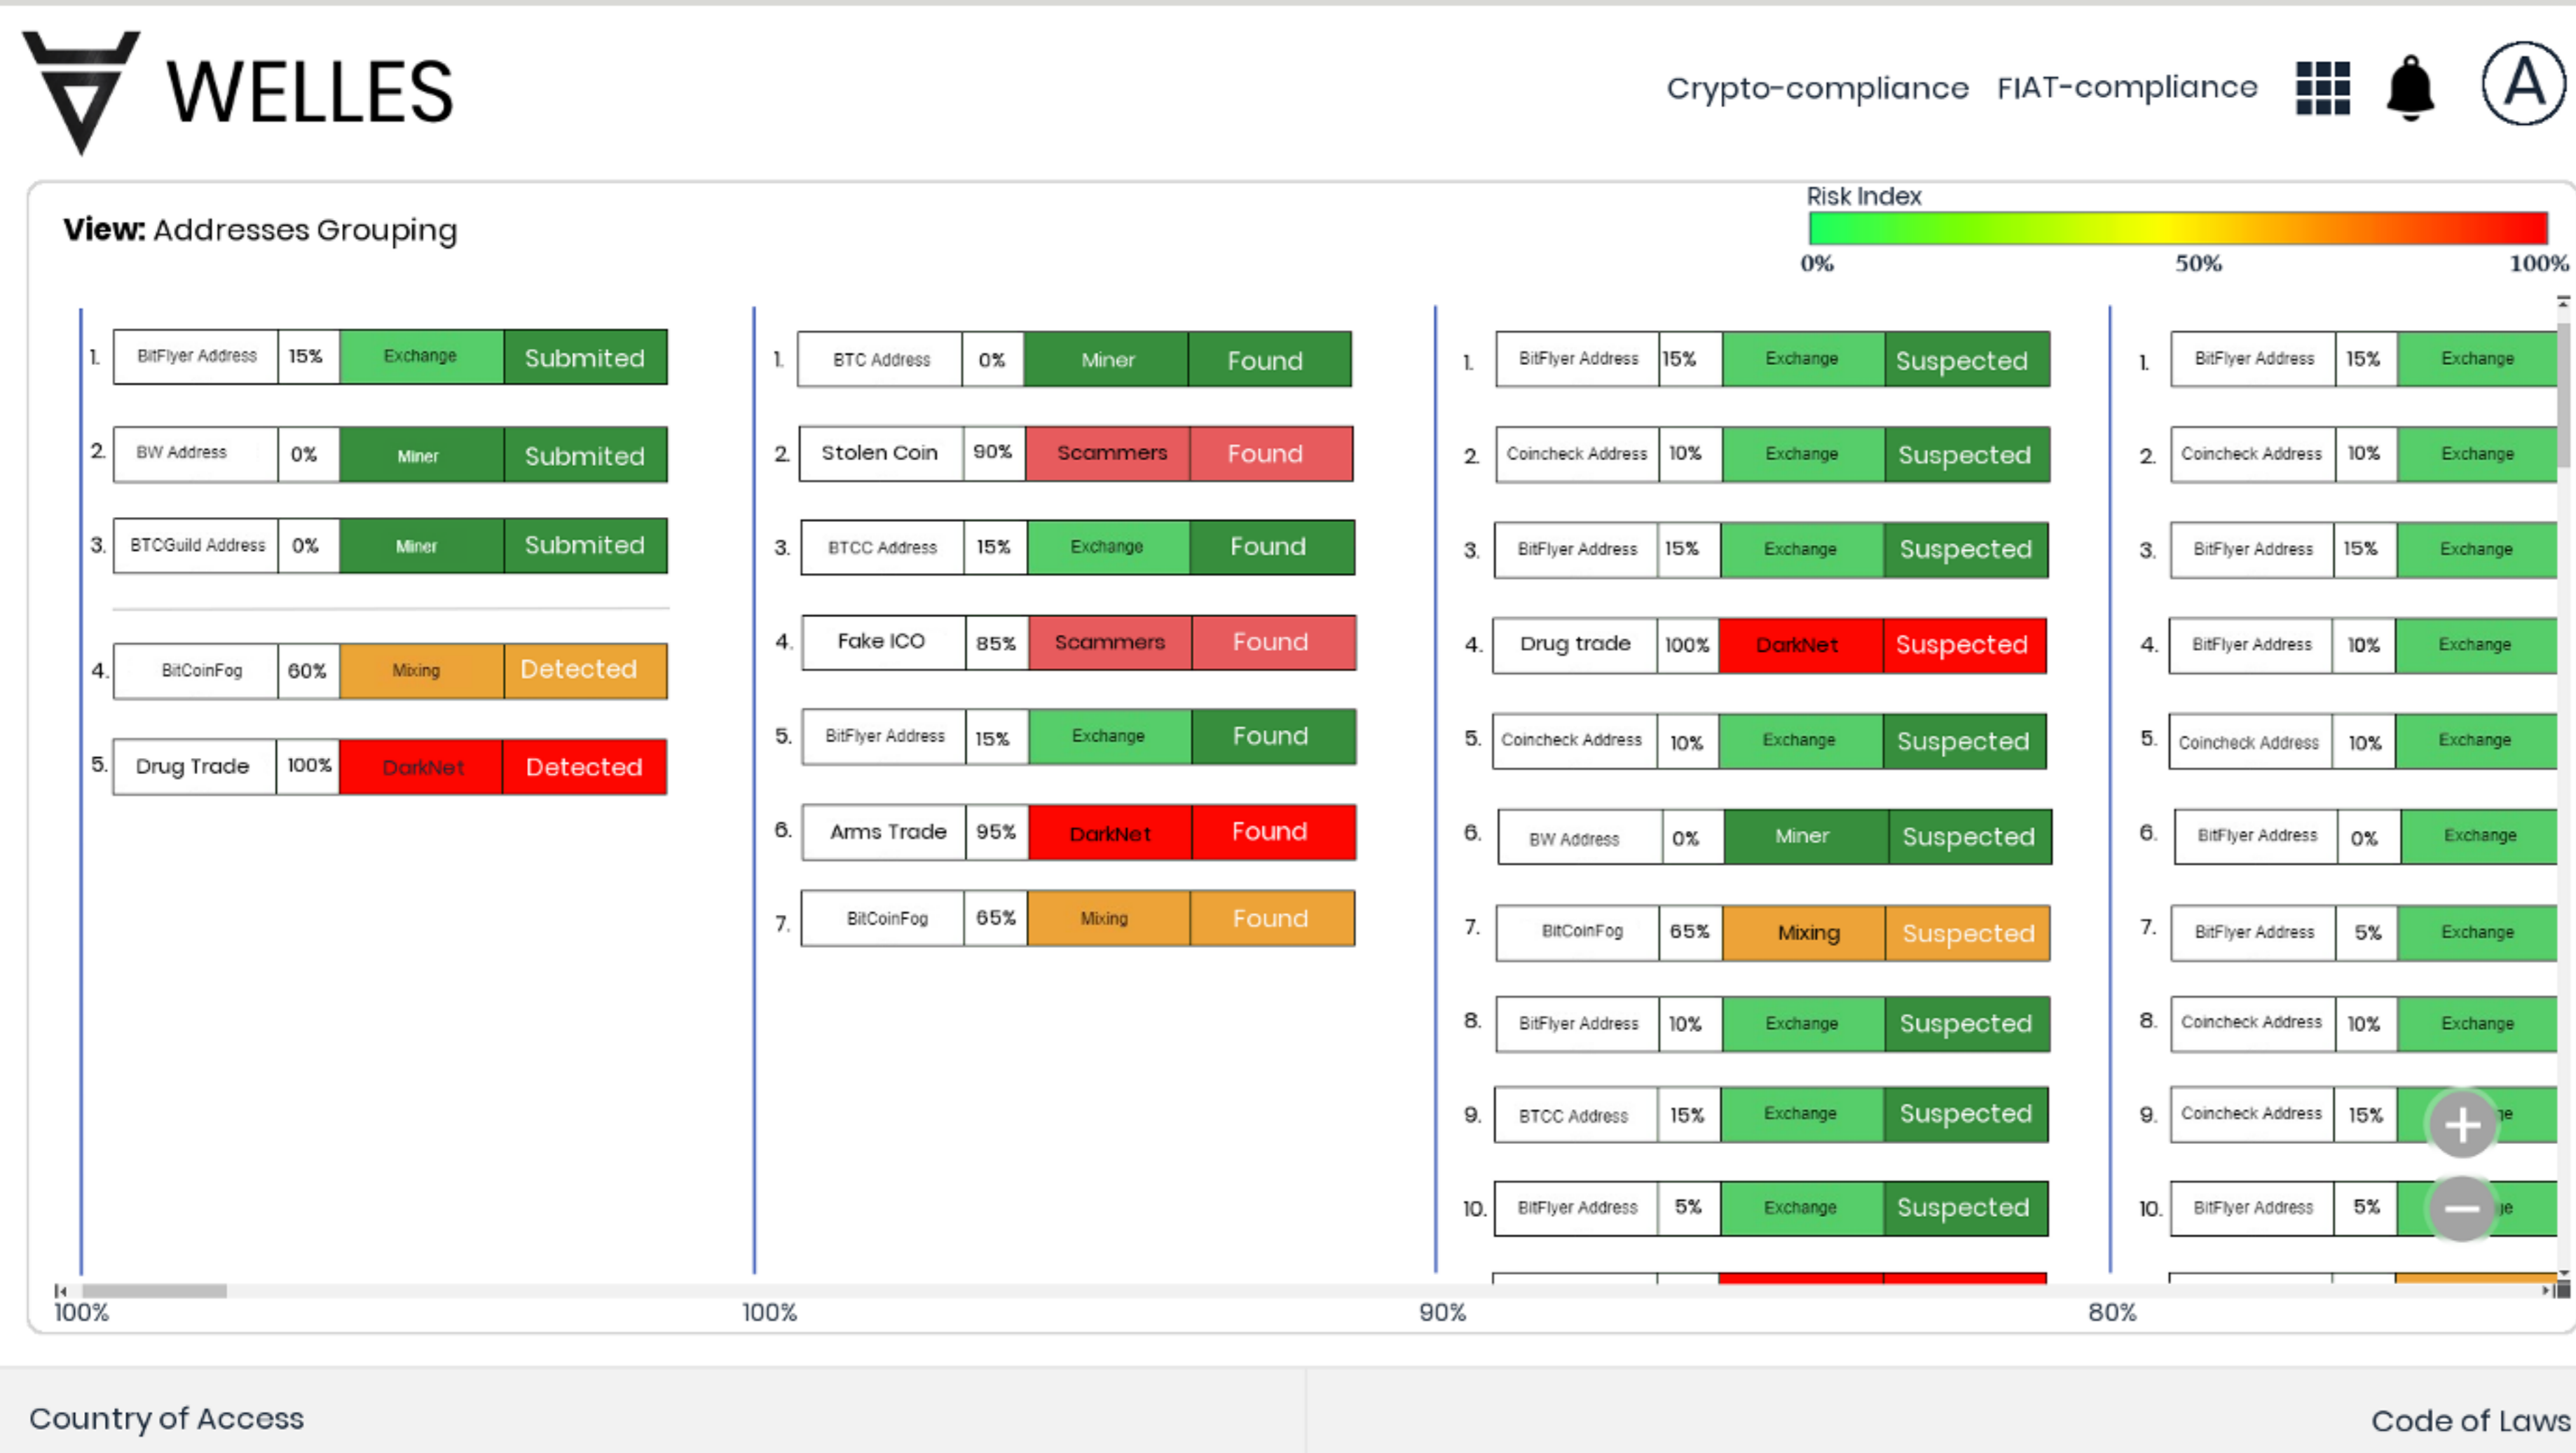 WELLES
Crypto-compliance FIAT-compliance A
View: Addresses Grouping
Risk Index
0% 50% 100%
1. BitFlyer Address 15% Exchange Submited
2. BW Address 0% Miner Submited
3. BTCGuild Address 0% Miner Submited
4. BitCoinFog 60% Mixing Detected
5. Drug Trade 100% DarkNet Detected
1. BTC Address 0% Miner Found
2. Stolen Coin 90% Scammers Found
3. BTCC Address 15% Exchange Found
4. Fake ICO 85% Scammers Found
5. BitFlyer Address 15% Exchange Found
6. Arms Trade 95% DarkNet Found
7. BitCoinFog 65% Mixing Found
1. BitFlyer Address 15% Exchange Suspected
2. Coincheck Address 10% Exchange Suspected
3. BitFlyer Address 15% Exchange Suspected
4. Drug trade 100% DarkNet Suspected
5. Coincheck Address 10% Exchange Suspected
6. BW Address 0% Miner Suspected
7. BitCoinFog 65% Mixing Suspected
8. BitFlyer Address 10% Exchange Suspected
9. BTCC Address 15% Exchange Suspected
10. BitFlyer Address 5% Exchange Suspected
1. BitFlyer Address 15% Exchange
2. Coincheck Address 10% Exchange
3. BitFlyer Address 15% Exchange
4. BitFlyer Address 10% Exchange
5. Coincheck Address 10% Exchange
6. BitFlyer Address 0% Exchange
7. BitFlyer Address 5% Exchange
8. Coincheck Address 10% Exchange
9. Coincheck Address 15%
10. BitFlyer Address 5%
100% 100% 90% 80%
Country of Access
Code of Laws